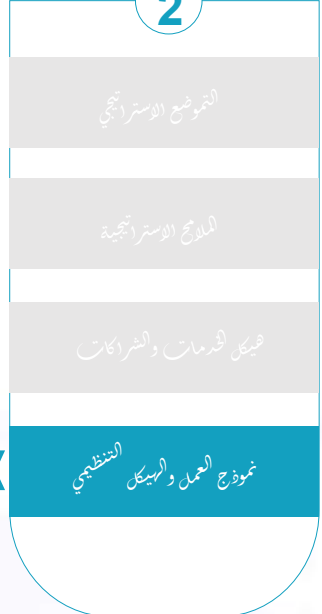 2
التموضع الاستراتيجي
الملامح الاستراتيجية
هيكل الخدمات والشراكات
نموذج العمل والهيكل التنظيمي